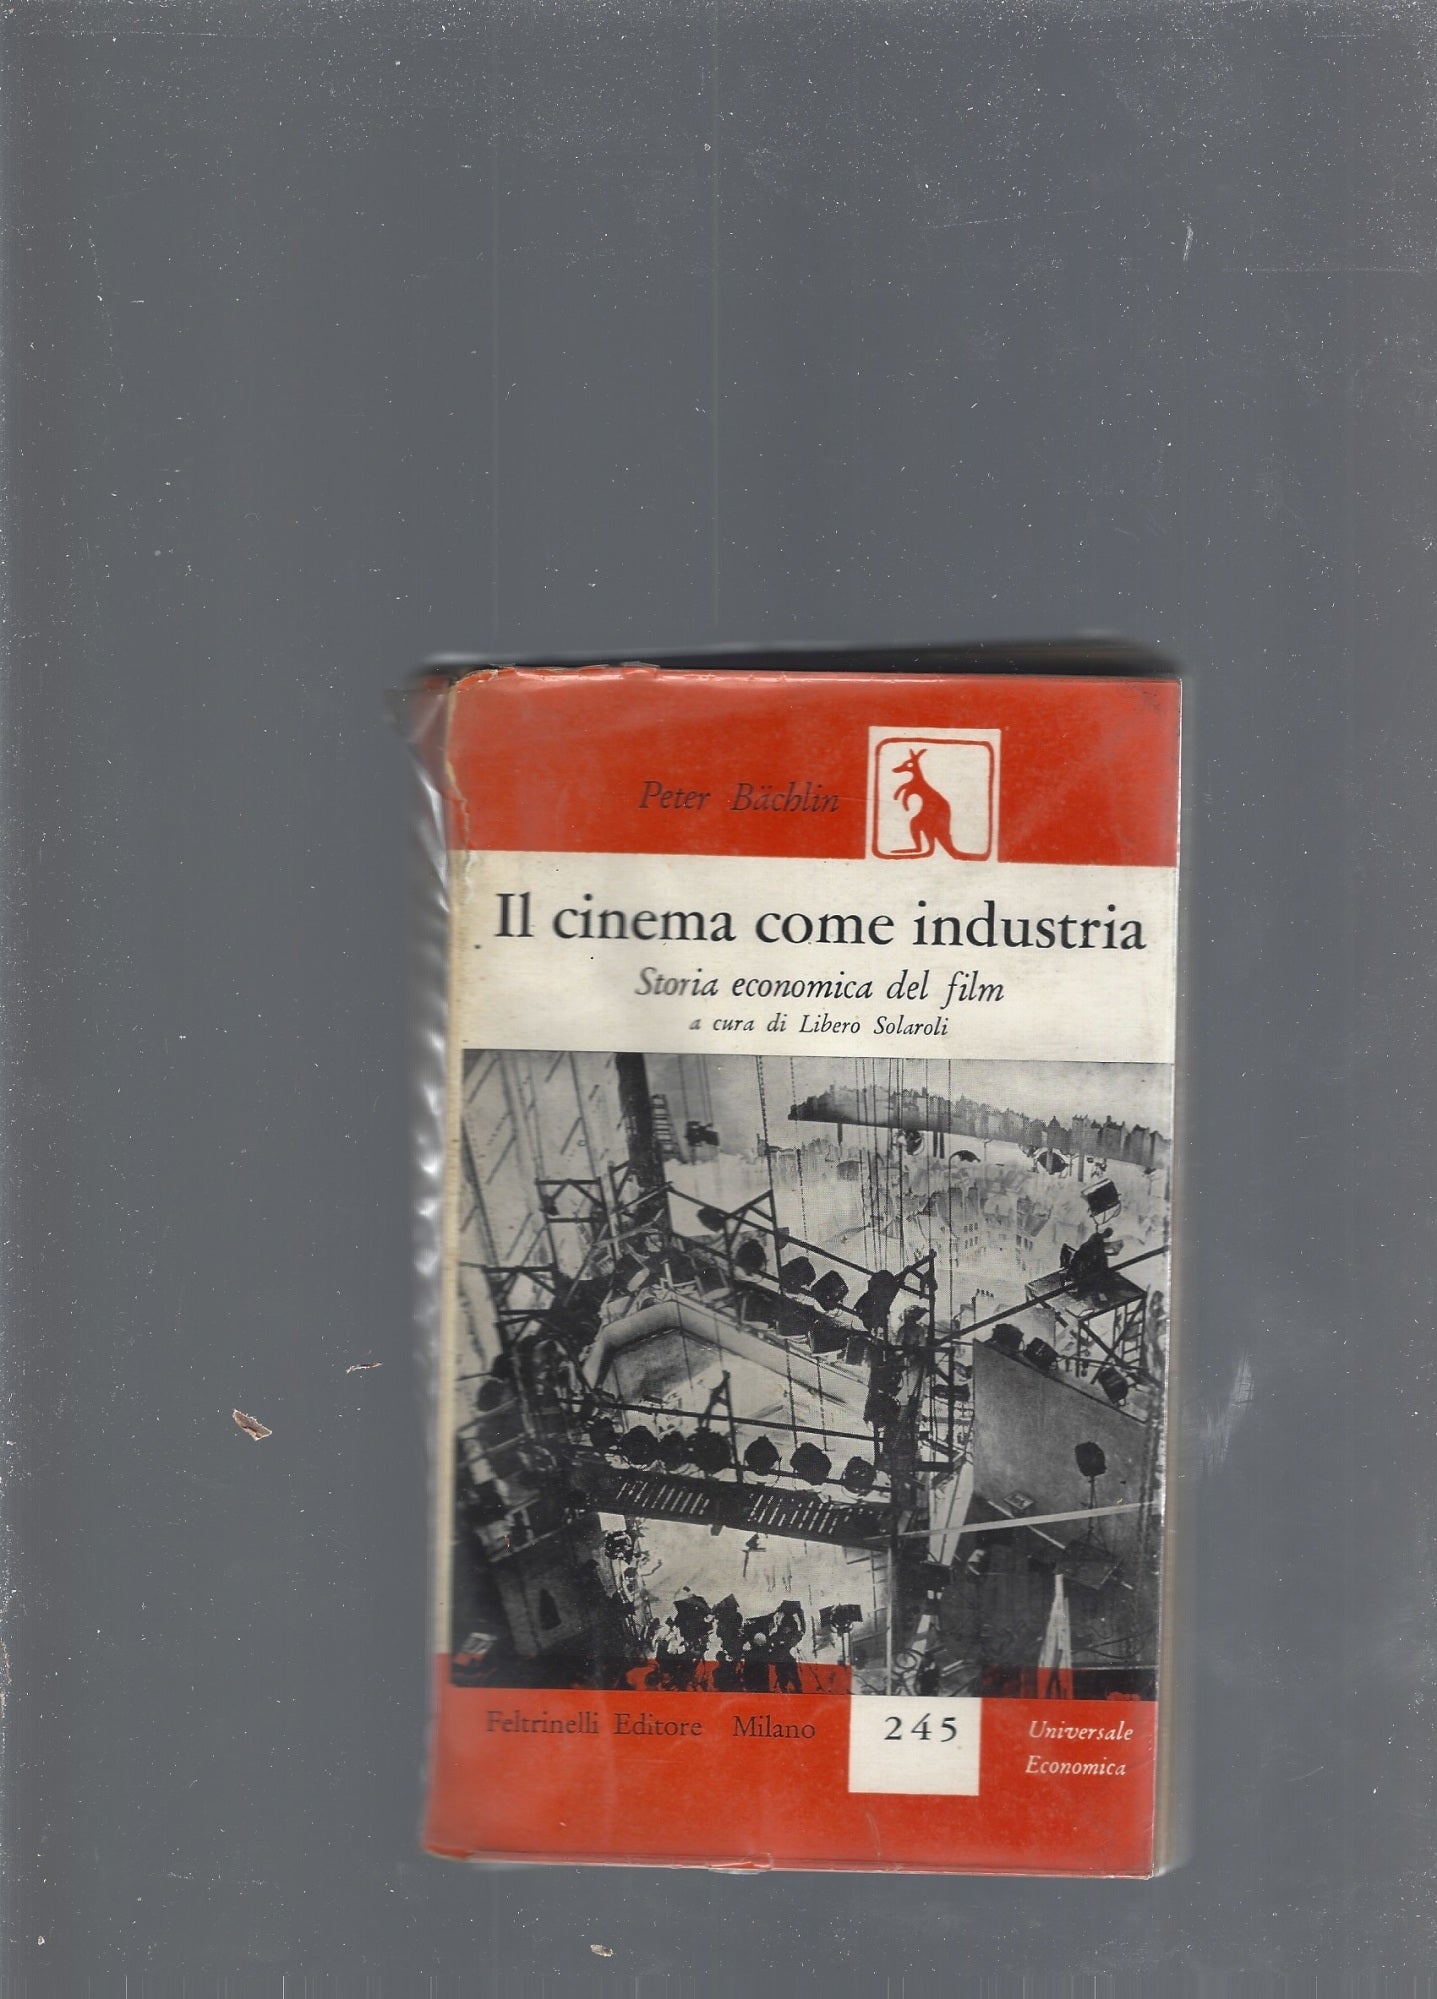 Peter Bächlin
Il cinema come industria
Storia economica del film
a cura di Libero Solaroli
Feltrinelli Editore Milano
245
Universale
Economica